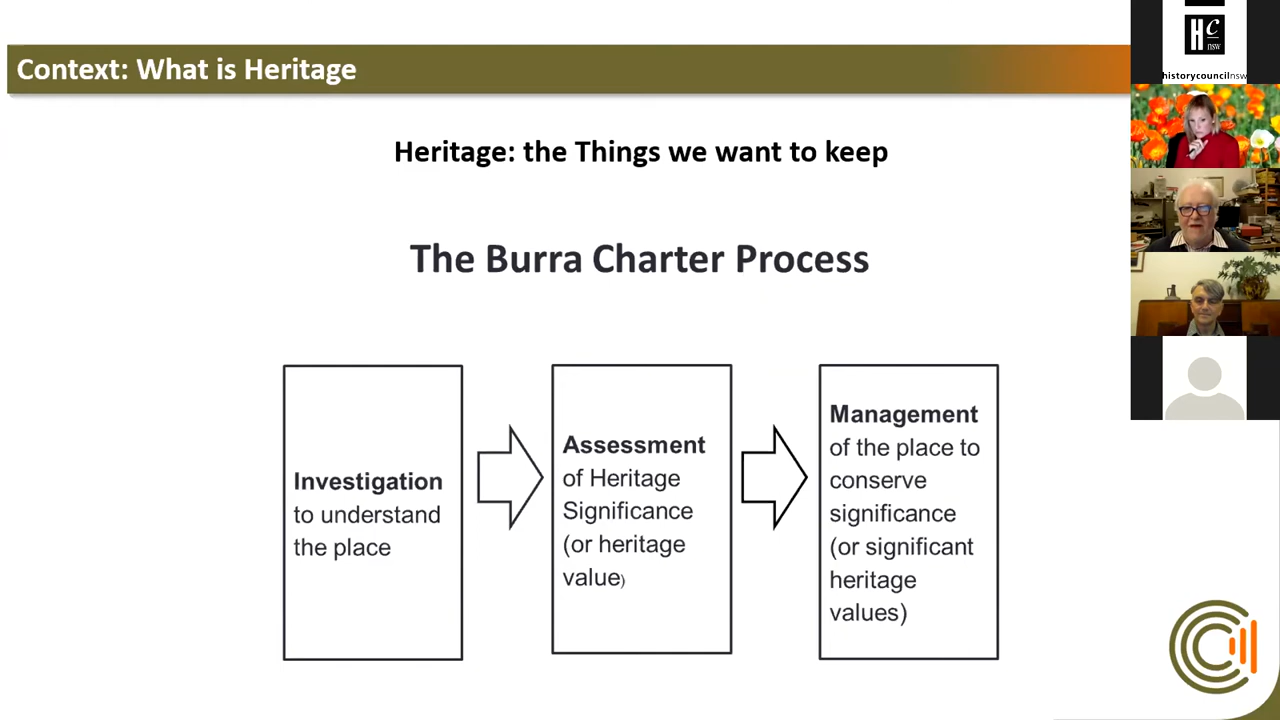 Context: What is Heritage
Heritage: the Things we want to keep
The Burra Charter Process
Investigation
to understand
the place
Assessment
of Heritage
Significance
(or heritage
value)
Management
of the place to
conserve
significance
(or significant
heritage
values)
Hc
nsw
historycouncilnsw